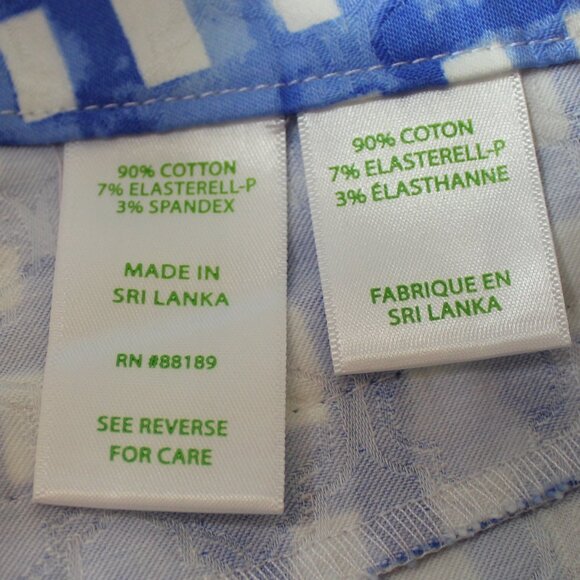 90% COTTON
7% ELASTERELL-P
3% SPANDEX
MADE IN
SRI LANKA
RN #88189
SEE REVERSE
FOR CARE
90% COTON
7% ELASTERELL-P
3% ÉLASTHANNE
FABRIQUE EN
SRI LANKA